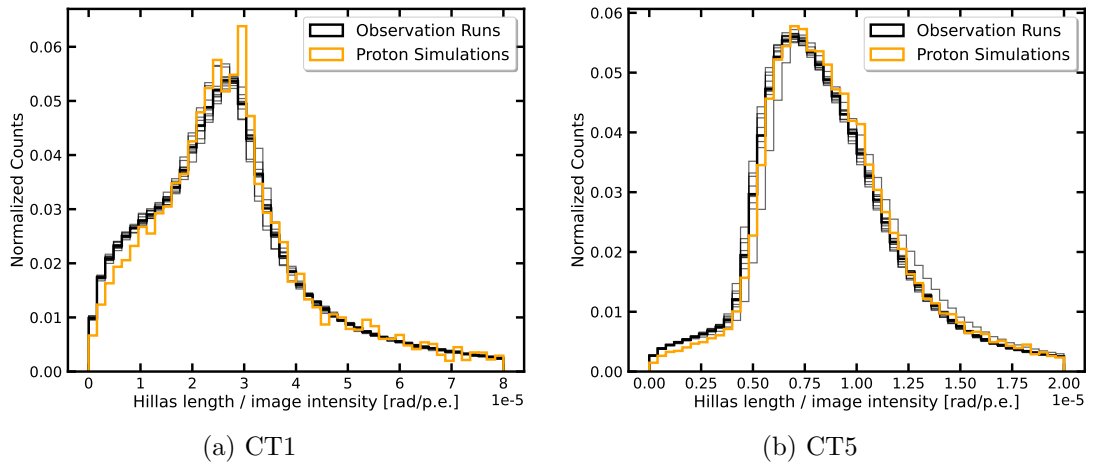 Observation Runs
Proton Simulations
Normalized Counts
0.06
0.05
0.04
0.03
0.02
0.01
0.00
0 1 2 3 4 5 6 7 8
1e-5
Hillas length / image intensity [rad/p.e.]
(a) CT1
Observation Runs
Proton Simulations
Normalized Counts
0.06
0.05
0.04
0.03
0.02
0.01
0.00
0.00 0.25 0.50 0.75 1.00 1.25 1.50 1.75 2.00
1e-5
Hillas length / image intensity [rad/p.e.]
(b) CT5